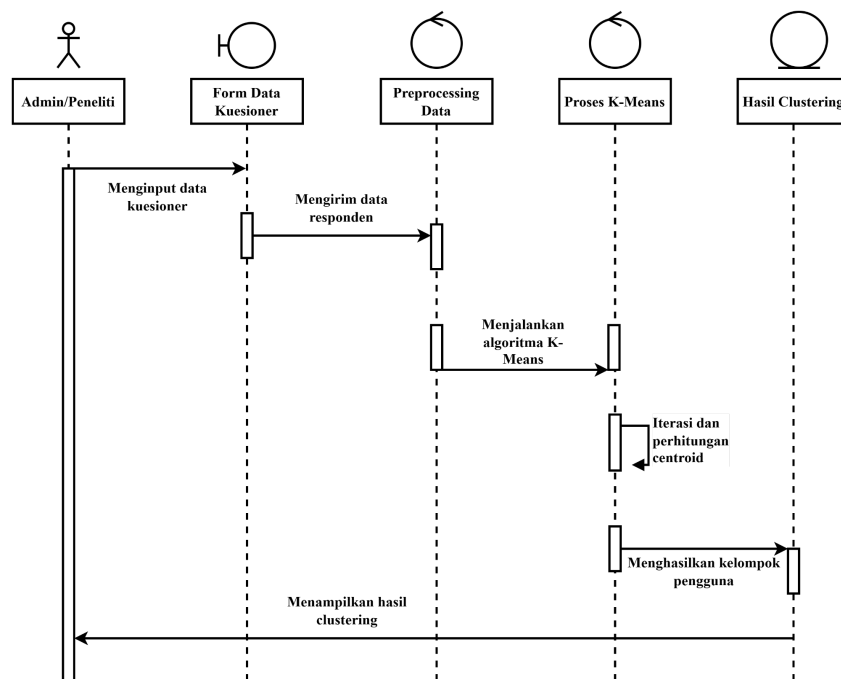 Admin/Peneliti
Form Data
Kuesioner
Preprocessing
Data
Proses K-Means
Hasil Clustering
Menginput data
kuesioner
Mengirim data
responden
Menjalankan
algoritma K-
Means
Iterasi dan
perhitungan
centroid
Menghasilkan kelompok
pengguna
Menampilkan hasil
clustering